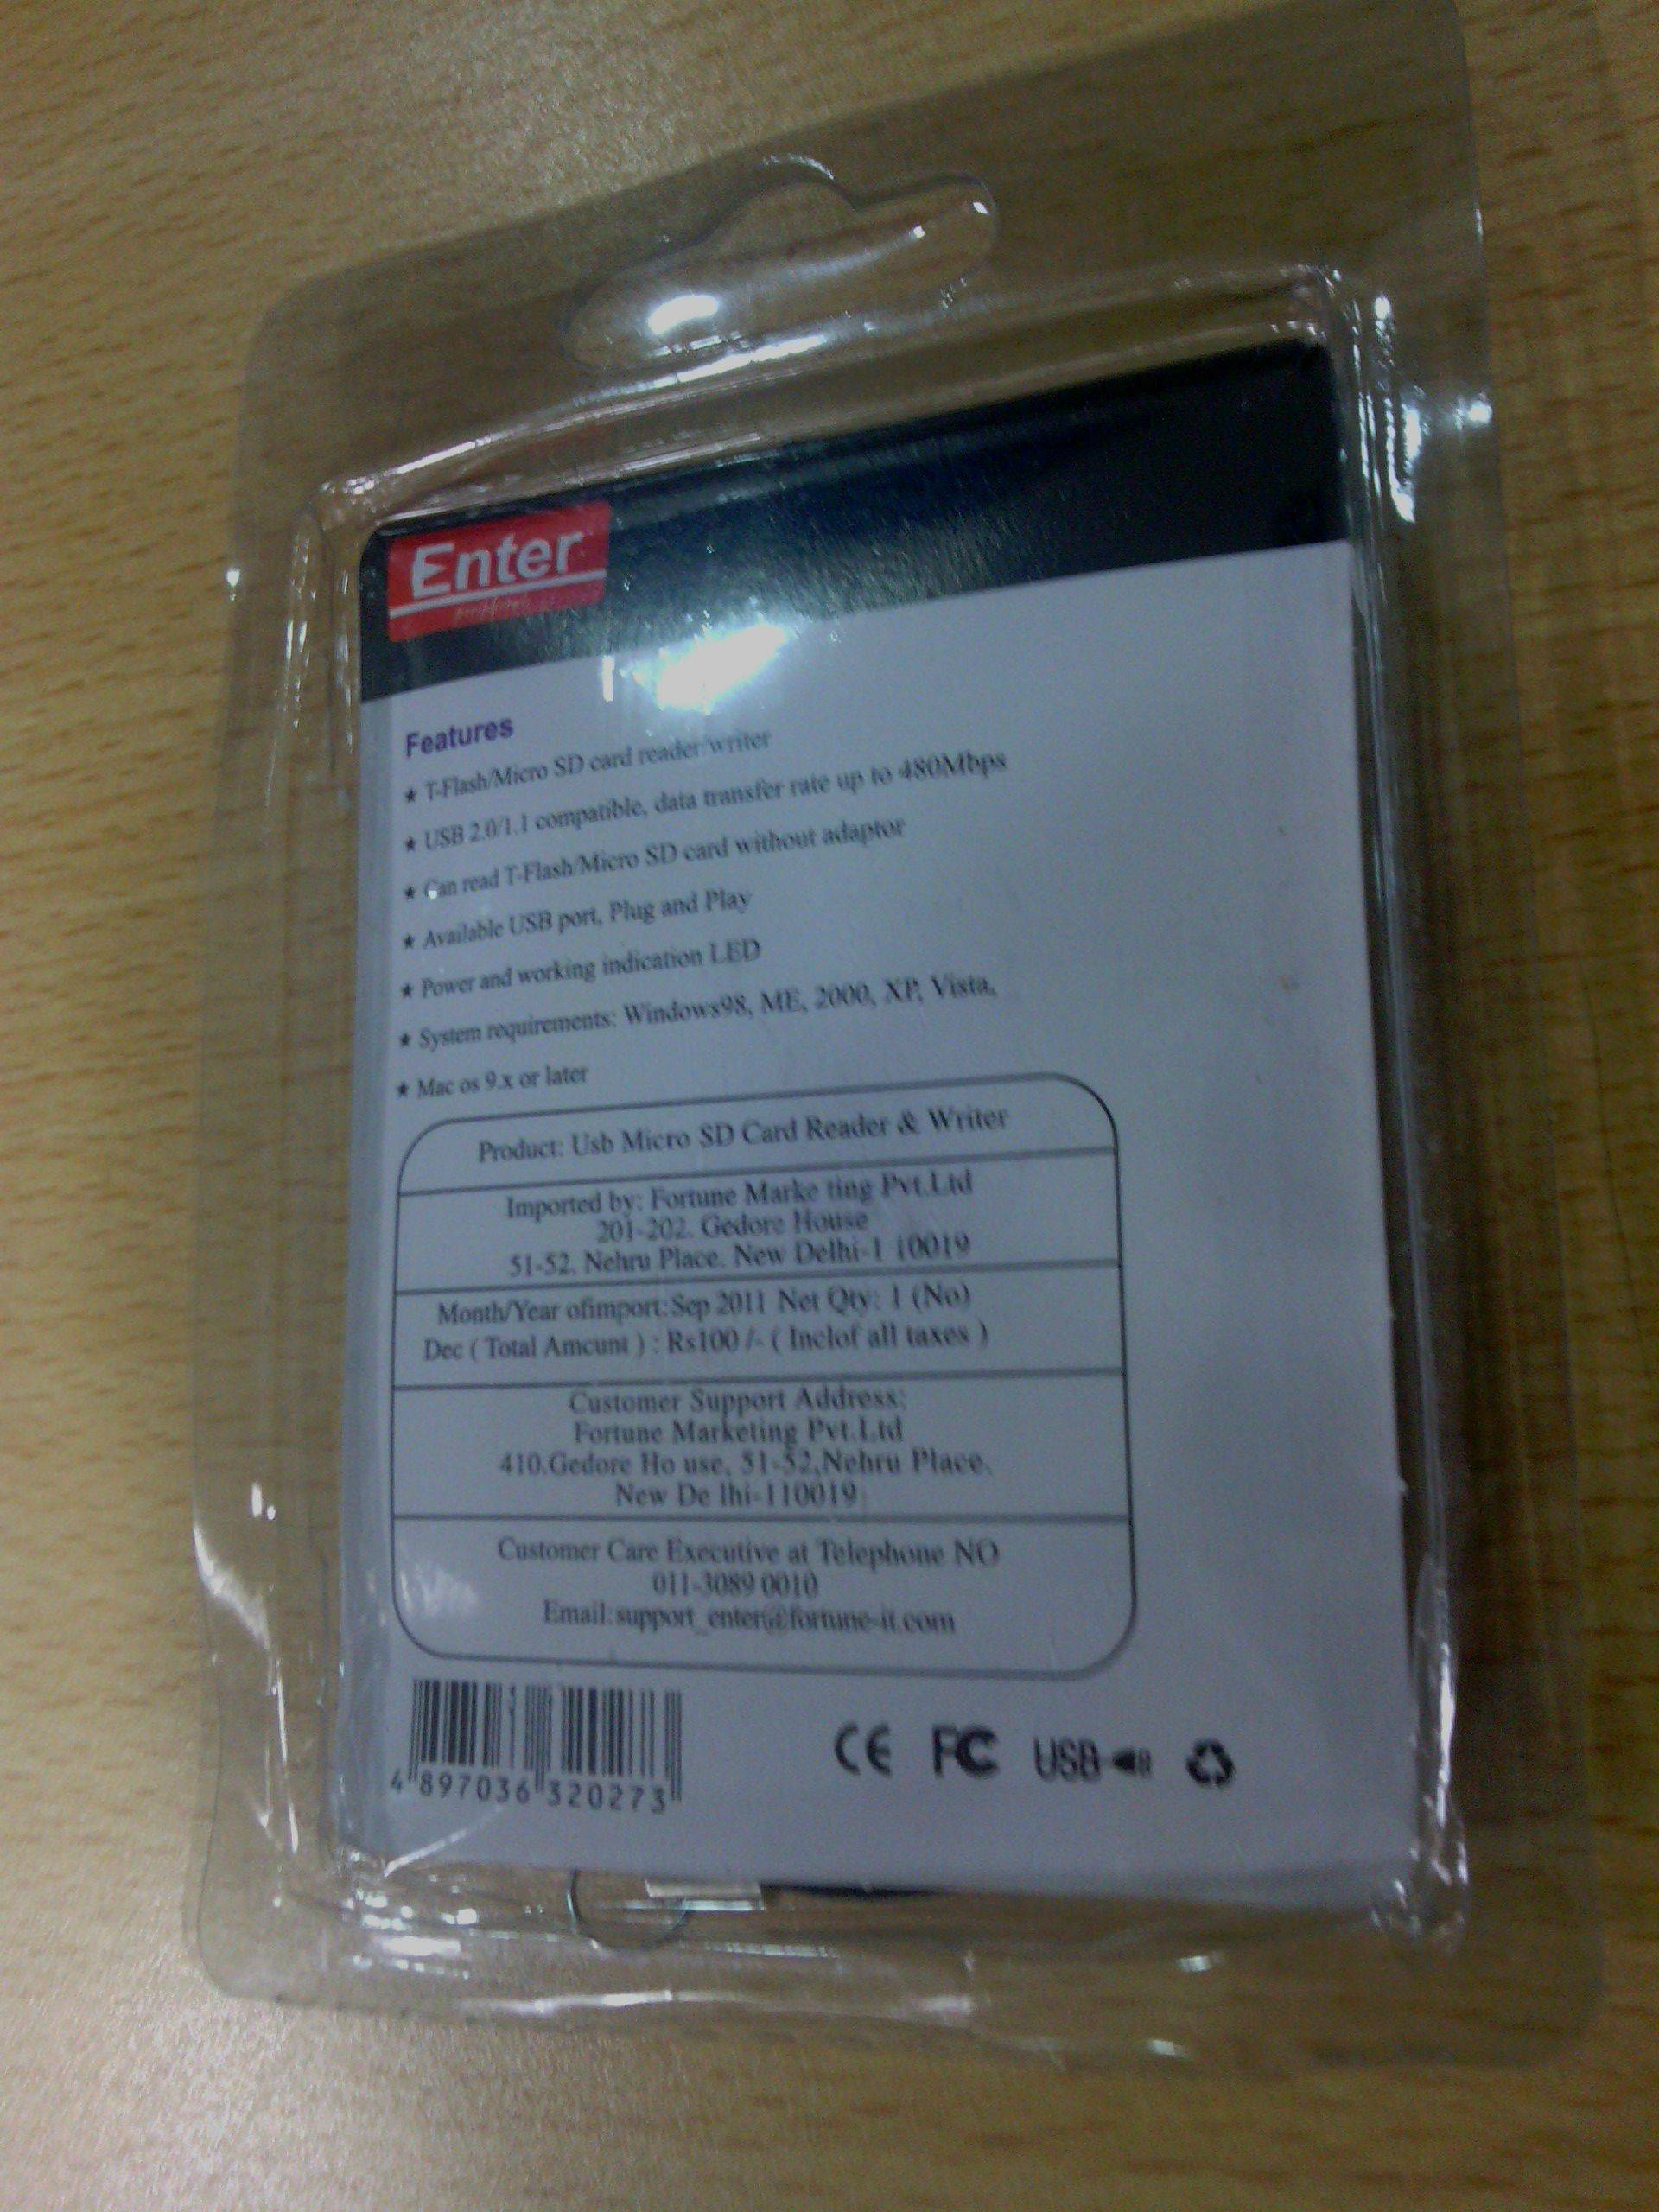 Enter
Features
★ T-Flash/Micro SD card reader/writer
★ USB 2.0/1.1 compatible, data transfer rate up to 480Mbps
★ Can read T-Flash/Micro SD card without adaptor
★ Available USB port, Plug and Play
★ Power and working indication LED
★ System requirements: Windows98, ME, 2000, XP, Vista,
★ Mac os 9.x or later
Product: Usb Micro SD Card Reader & Writer
Imported by: Fortune Marke ting Pvt.Ltd
201-202. Gedore House
51-52. Nehru Place. New Delhi-1 10019
Month/Year ofimport:Sep 2011 Net Qty: 1 (No)
Dec ( Total Amcunt ) : Rs100 /- ( Inclof all taxes )
Customer Support Address:
Fortune Marketing Pvt.Ltd
410.Gedore Ho use, 51-52,Nehru Place.
New De lhi-110019
Customer Care Executive at Telephone NO
011-3089 0010
Email:support_enter@fortune-it.com
4 897036 320273
CE FC USB